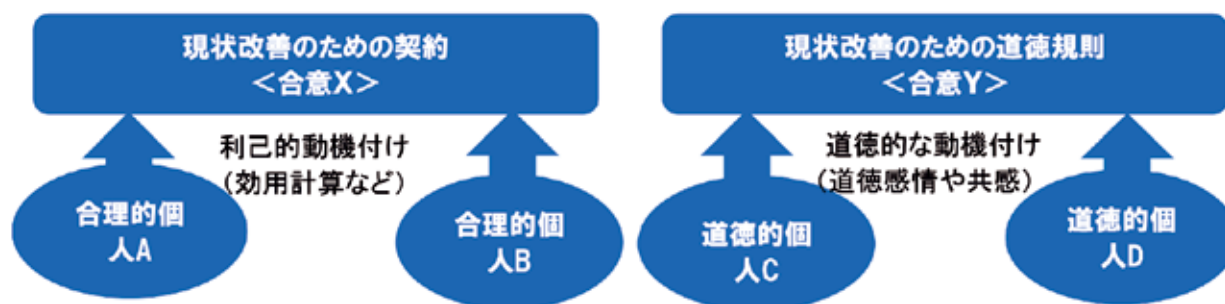 現状改善のための契約
＜合意X＞
利己的動機付け
（効用計算など）
合理的個
人A
合理的個
人B
現状改善のための道徳規則
＜合意Y＞
道徳的な動機付け
（道徳感情や共感）
道徳的個
人C
道徳的個
人D